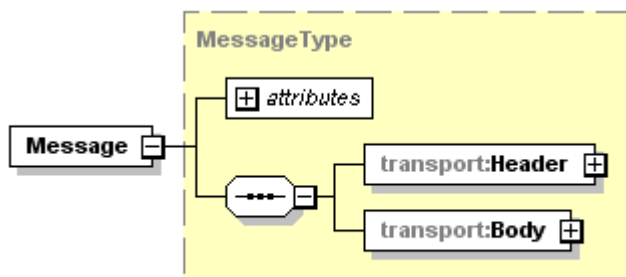 MessageType
attributes
Message
transport:Header
transport:Body